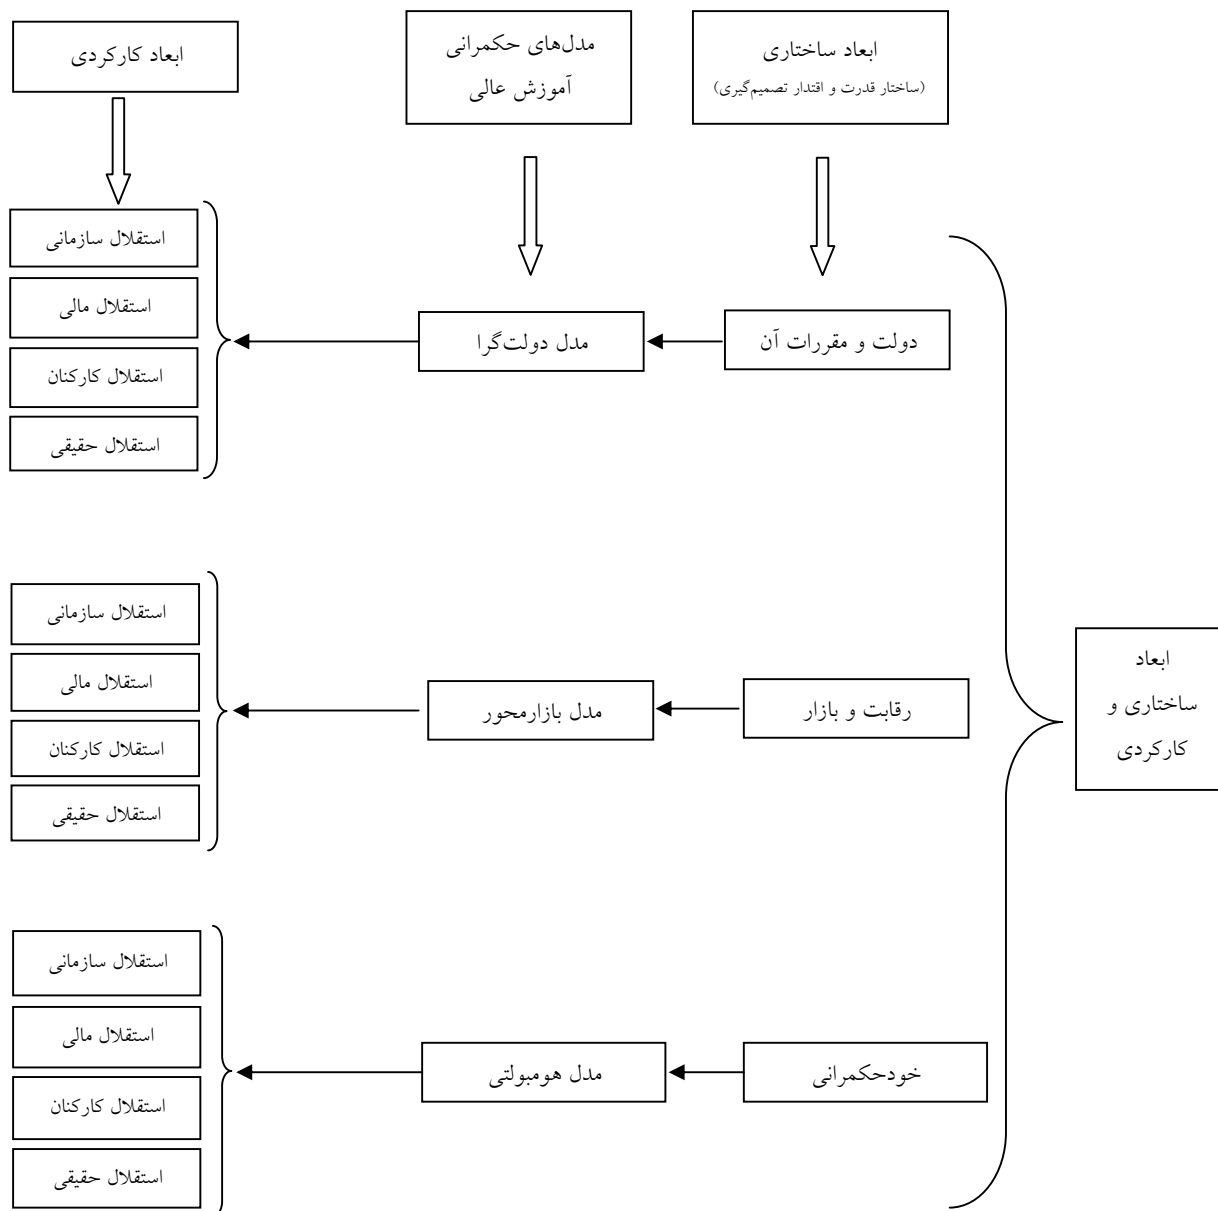 ابعاد ساختاری
(ساختار قدرت و اقتدار تصمیم‌گیری)
مدل‌های حکمرانی
آموزش عالی
ابعاد کارکردی
ابعاد
ساختاری و
کارکردی
دولت و مقررات آن
مدل دولت‌گرا
استقلال سازمانی
استقلال مالی
استقلال کارکنان
استقلال حقیقی
رقابت و بازار
مدل بازارمحور
استقلال سازمانی
استقلال مالی
استقلال کارکنان
استقلال حقیقی
خودحکمرانی
مدل هومبولتی
استقلال سازمانی
استقلال مالی
استقلال کارکنان
استقلال حقیقی